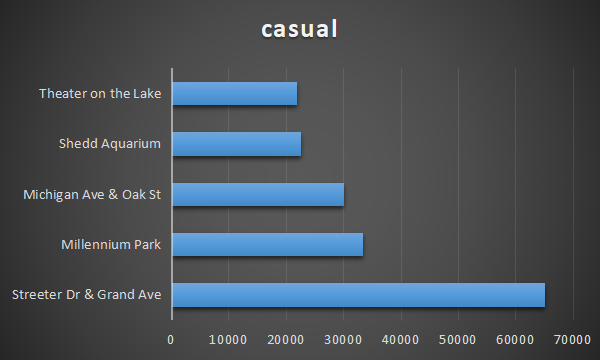 casual
Theater on the Lake
Shedd Aquarium
Michigan Ave & Oak St
Millennium Park
Streeter Dr & Grand Ave
0 10000 20000 30000 40000 50000 60000 70000